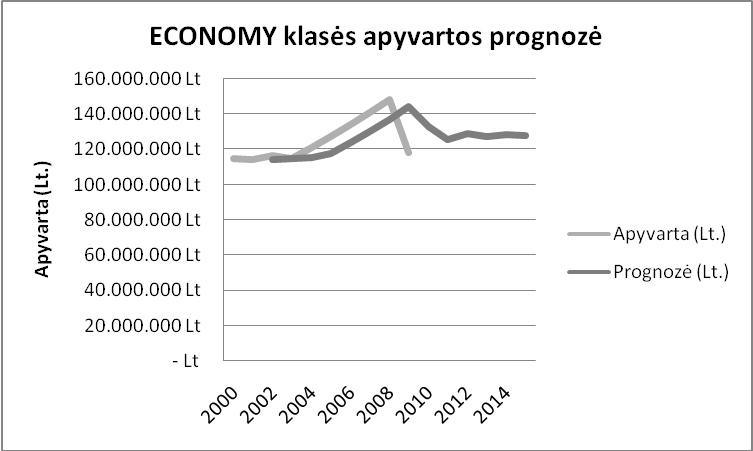 ECONOMY klasės apyvartos prognozė
Apyvarta (Lt.)
160.000.000 Lt
140.000.000 Lt
120.000.000 Lt
100.000.000 Lt
80.000.000 Lt
60.000.000 Lt
40.000.000 Lt
20.000.000 Lt
- Lt
2000
2002
2004
2006
2008
2010
2012
2014
Apyvarta (Lt.)
Prognozė (Lt.)